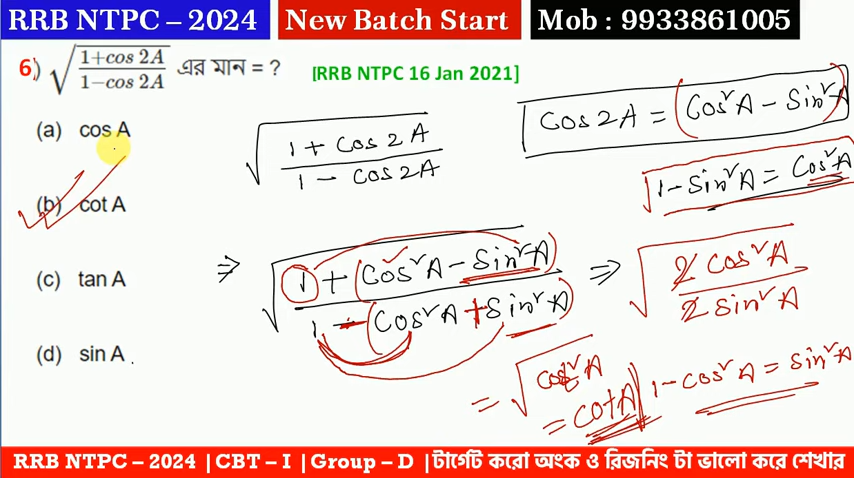 RRB NTPC – 2024 New Batch Start Mob : 9933861005
6) √(1+cos 2A / 1−cos 2A) এর মান = ?
[RRB NTPC 16 Jan 2021]
(a) cos A
(b) cot A
(c) tan A
(d) sin A
Cos 2A = (Cos²A – Sin²A)
√(1 + Cos 2A / 1 – Cos 2A)
1 – Sin²A = Cos²A
⇒ √(1 + (Cos²A – Sin²A) / 1 – (Cos²A + Sin²A)) ⇒ √(2 Cos²A / 2 Sin²A)
= √(Cot²A)
= Cot A
1 – Cos²A = Sin²A
RRB NTPC – 2024 | CBT – I | Group – D | টার্গেট করো অংক ও রিজনিং টা ভালো করে শেখার